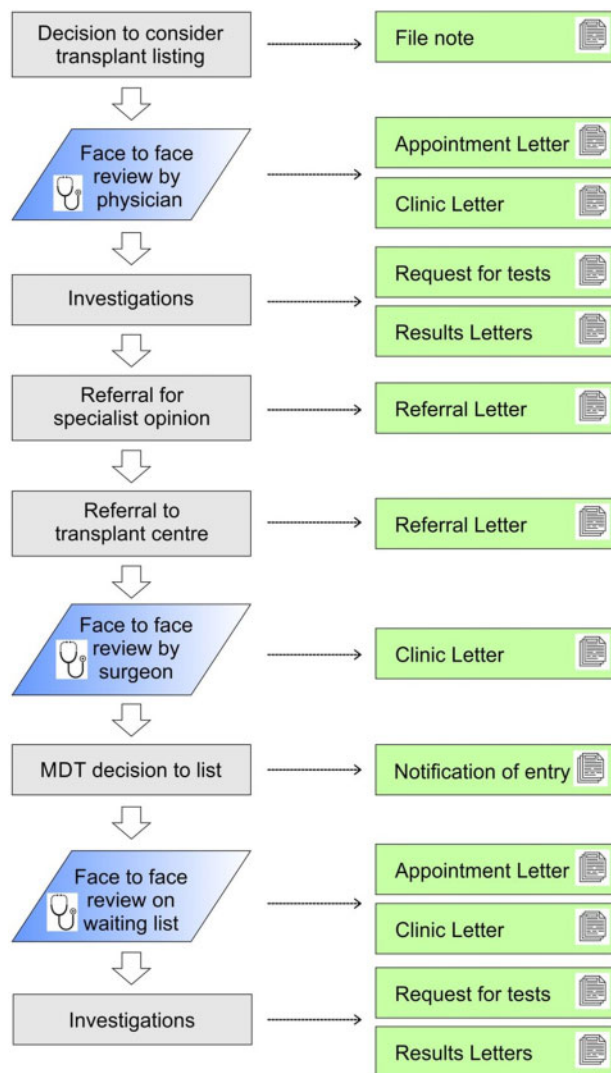 Decision to consider
transplant listing
File note
Face to face
review by
physician
Appointment Letter
Clinic Letter
Investigations
Request for tests
Results Letters
Referral for
specialist opinion
Referral Letter
Referral to
transplant centre
Referral Letter
Face to face
review by
surgeon
Clinic Letter
MDT decision to list
Notification of entry
Face to face
review on
waiting list
Appointment Letter
Clinic Letter
Investigations
Request for tests
Results Letters